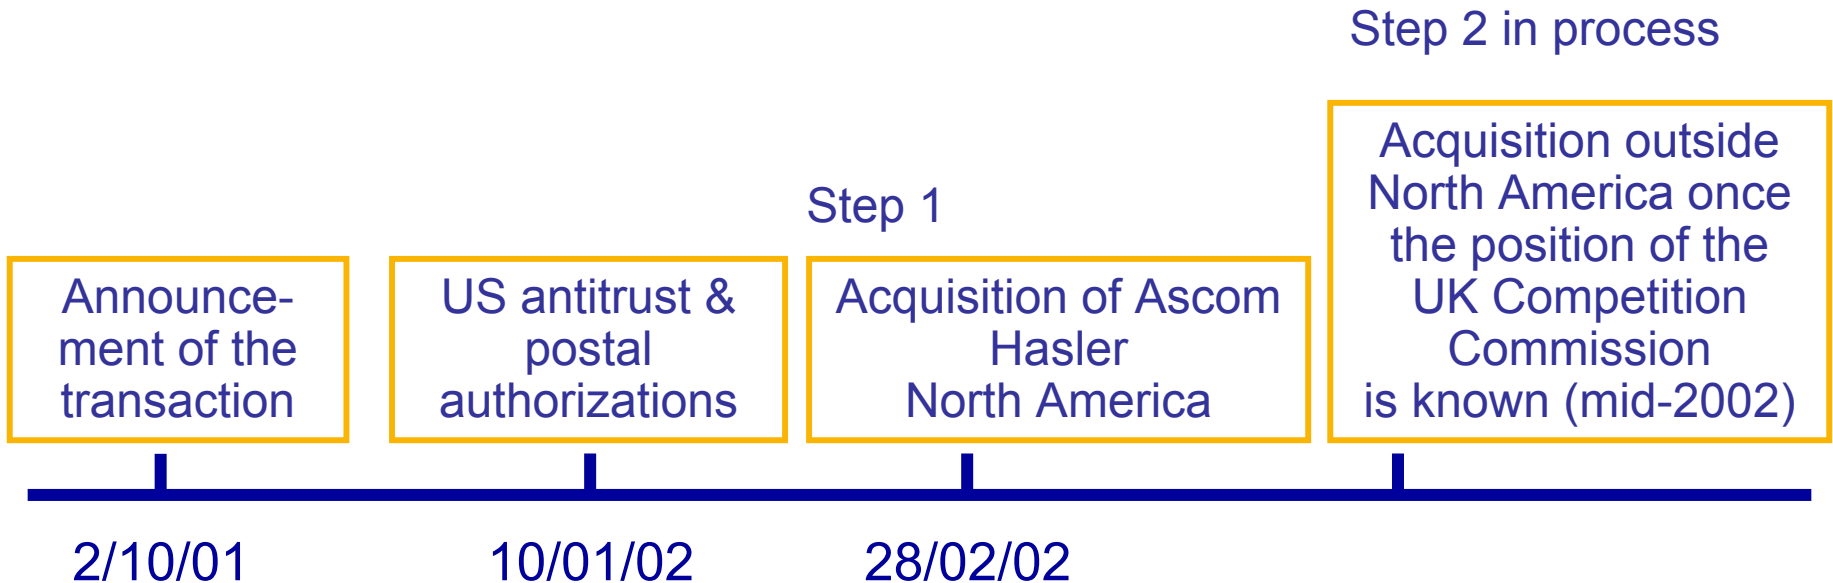 Step 2 in process
Acquisition outside
North America once
the position of the
UK Competition
Commission
is known (mid-2002)
Step 1
Announce-
ment of the
transaction
US antitrust &
postal
authorizations
Acquisition of Ascom
Hasler
North America
2/10/01
10/01/02
28/02/02